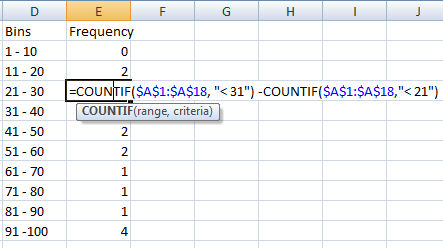 D E F G H I J
Bins Frequency
1 - 10 0
11 - 20 2
21 - 30 =COUNTIF($A$1:$A$18, "< 31") -COUNTIF($A$1:$A$18,"< 21")
31 - 40 COUNTIF(range, criteria)
41 - 50 2
51 - 60 2
61 - 70 1
71 - 80 1
81 - 90 1
91 -100 4